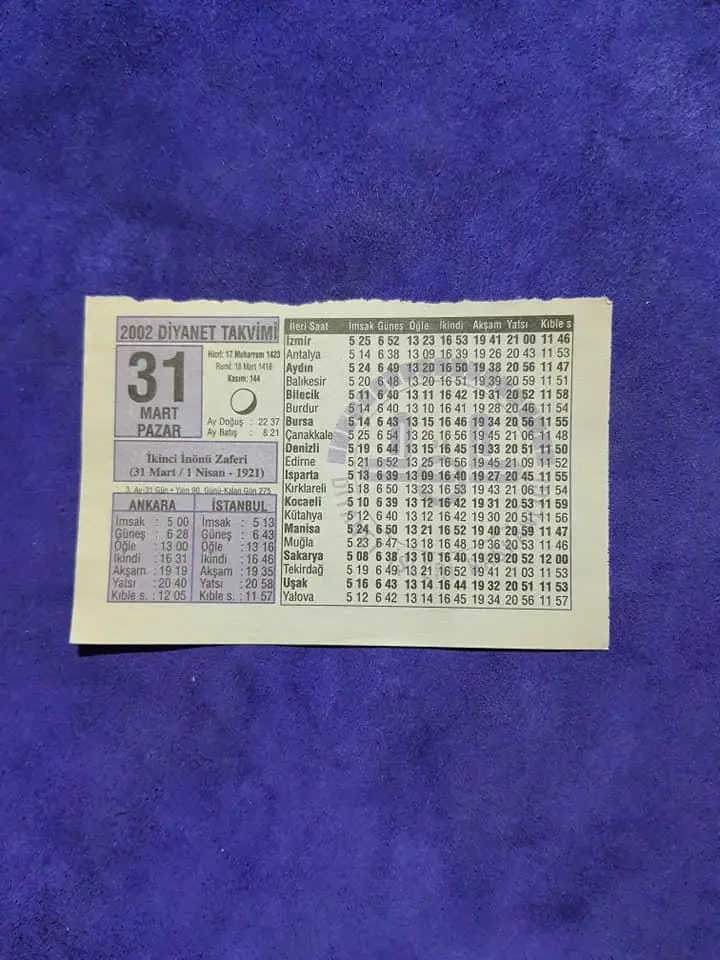 2002 DİYANET TAKVİMİ
31
MART
PAZAR
Hicri: 17 Muharrem 1423
Rumi: 18 Mart 1418
Kasım: 144
Ay Doğuş : 22 37
Ay Batış : 8 21
İkinci İnönü Zaferi
(31 Mart / 1 Nisan - 1921)
3. Ay-31 Gün • Yılın 90. Günü-Kalan Gün 275
ANKARA
İmsak : 5 00
Güneş : 6 28
Öğle : 13 00
İkindi : 16 31
Akşam : 19 19
Yatsı : 20 40
Kıble s. : 12 05
İSTANBUL
İmsak : 5 13
Güneş : 6 43
Öğle : 13 16
İkindi : 16 46
Akşam : 19 35
Yatsı : 20 58
Kıble s. : 11 57
İleri Saat İmsak Güneş Öğle İkindi Akşam Yatsı Kıble s
İzmir 5 25 6 52 13 23 16 53 19 41 21 00 11 46
Antalya 5 14 6 38 13 09 16 39 19 26 20 43 11 53
Aydın 5 24 6 49 13 20 16 50 19 38 20 56 11 47
Balıkesir 5 20 6 48 13 20 16 51 19 39 20 59 11 51
Bilecik 5 11 6 40 13 11 16 42 19 31 20 52 11 58
Burdur 5 14 6 40 13 10 16 41 19 28 20 46 11 54
Bursa 5 14 6 43 13 15 16 46 19 34 20 56 11 55
Çanakkale 5 25 6 54 13 26 16 56 19 45 21 06 11 48
Denizli 5 19 6 44 13 15 16 45 19 33 20 51 11 50
Edirne 5 21 6 52 13 25 16 56 19 45 21 09 11 52
Isparta 5 13 6 39 13 09 16 40 19 27 20 45 11 55
Kırklareli 5 18 6 50 13 23 16 53 19 43 21 06 11 54
Kocaeli 5 10 6 39 13 12 16 42 19 31 20 53 11 59
Kütahya 5 12 6 40 13 12 16 42 19 30 20 51 11 56
Manisa 5 24 6 50 13 21 16 52 19 40 20 59 11 47
Muğla 5 23 6 47 13 18 16 48 19 36 20 53 11 46
Sakarya 5 08 6 38 13 10 16 40 19 29 20 52 12 00
Tekirdağ 5 19 6 49 13 21 16 52 19 41 21 03 11 53
Uşak 5 16 6 43 13 14 16 44 19 32 20 51 11 53
Yalova 5 12 6 42 13 14 16 45 19 34 20 56 11 57